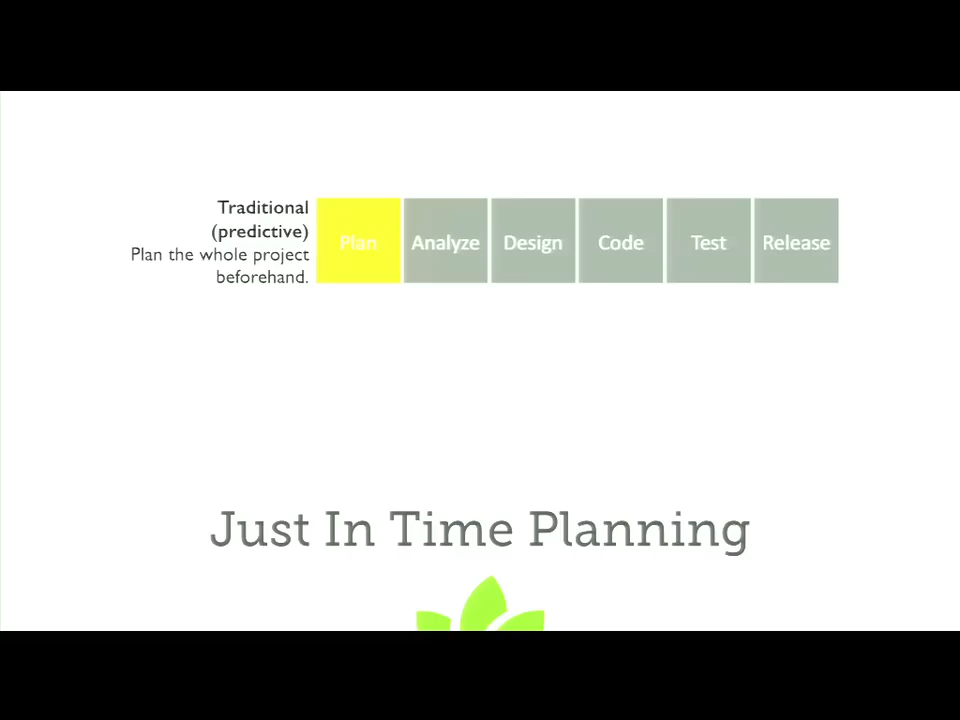 Traditional
(predictive)
Plan the whole project
beforehand.
Plan Analyze Design Code Test Release
Just In Time Planning